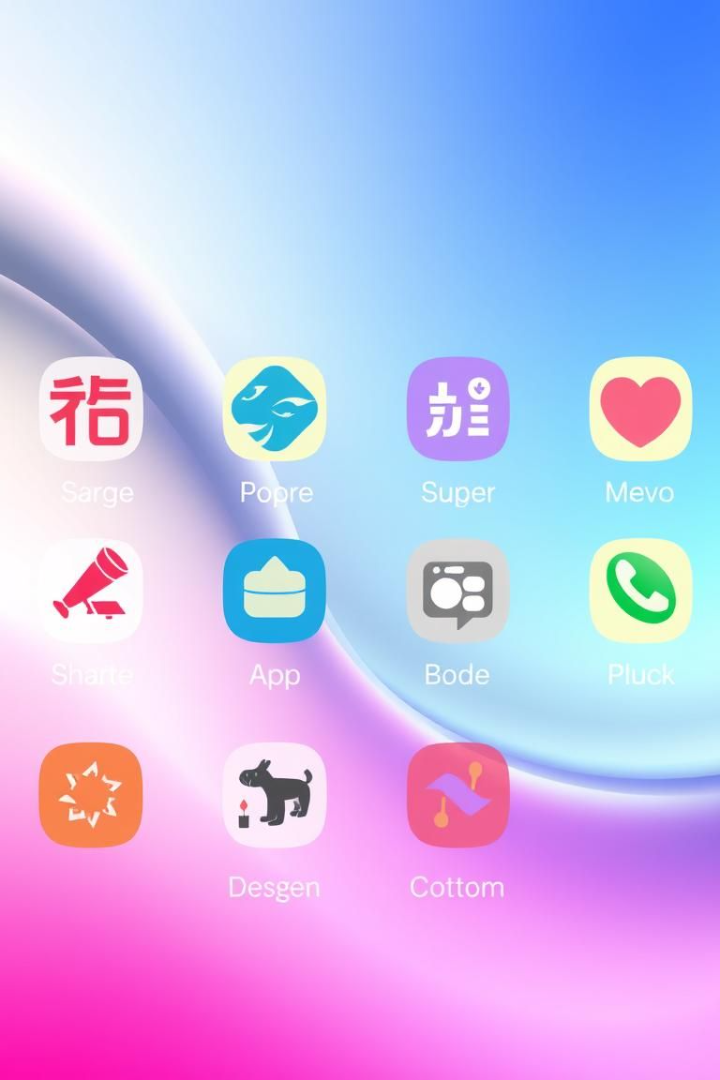 Sarge
Popre
Super
Mevo
Sharte
App
Bode
Pluck
Desgen
Cottom